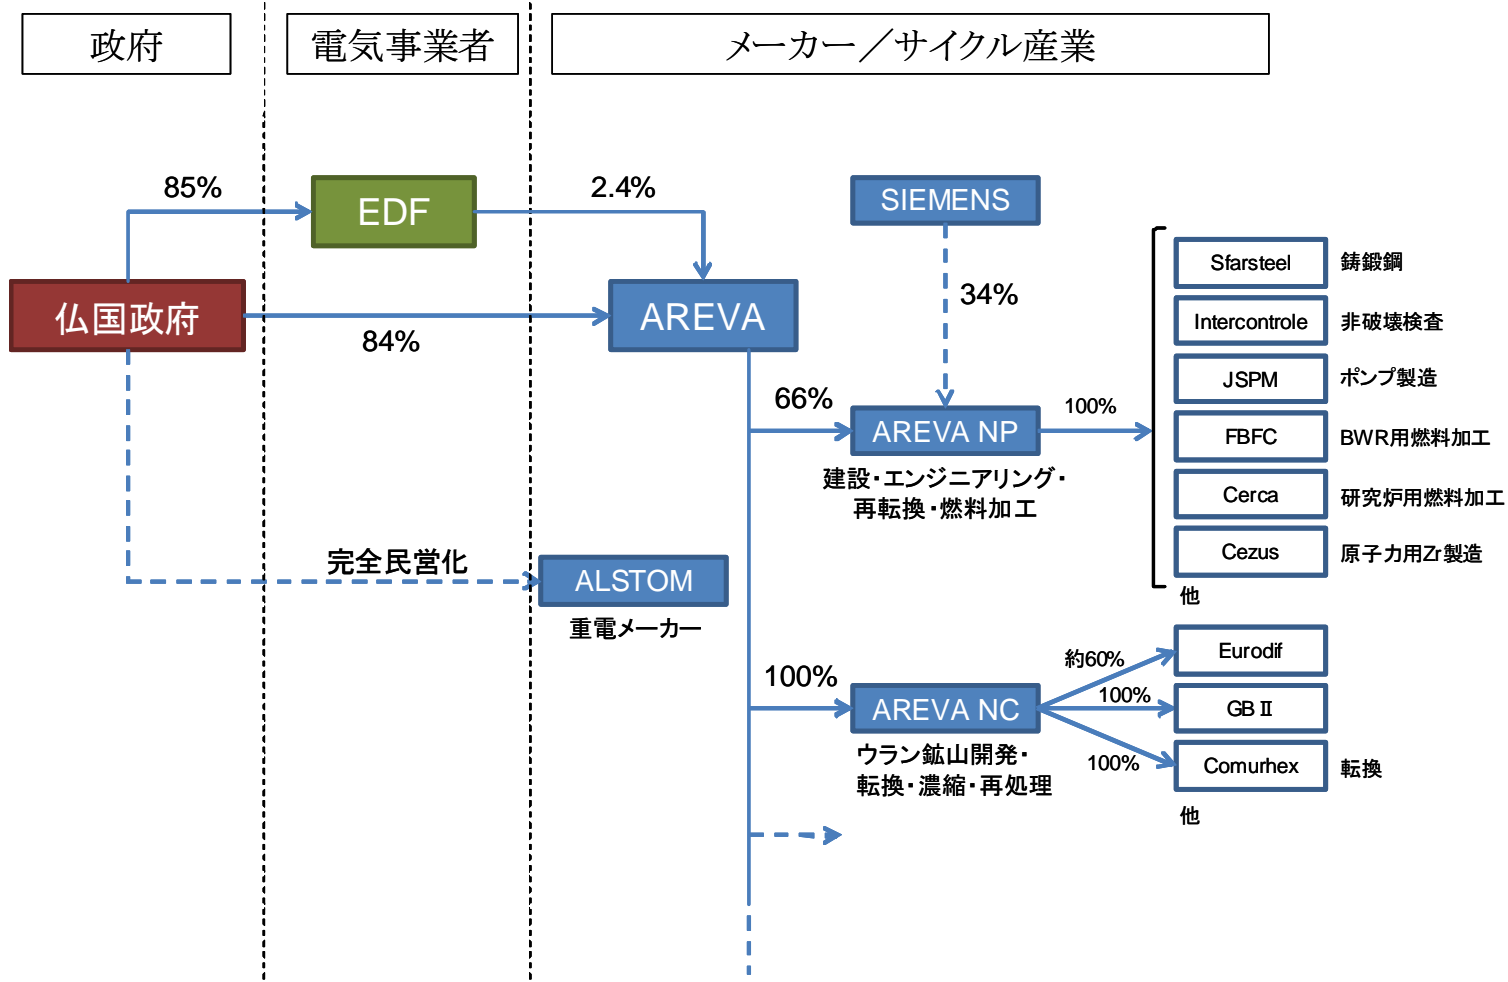 政府
電気事業者
メーカー／サイクル産業
85%
EDF
2.4%
SIEMENS
仏国政府
84%
AREVA
34%
66%
AREVA NP
100%
建設・エンジニアリング・
再転換・燃料加工
Sfarsteel 鋳鍛鋼
Intercontrole 非破壊検査
JSPM ポンプ製造
FBFC BWR用燃料加工
Cerca 研究炉用燃料加工
Cezus 原子力用Zr製造
他
完全民営化
ALSTOM
重電メーカー
100%
AREVA NC
ウラン鉱山開発・
転換・濃縮・再処理
約60%
Eurodif
100%
GBⅡ
100%
Comurhex 転換
他